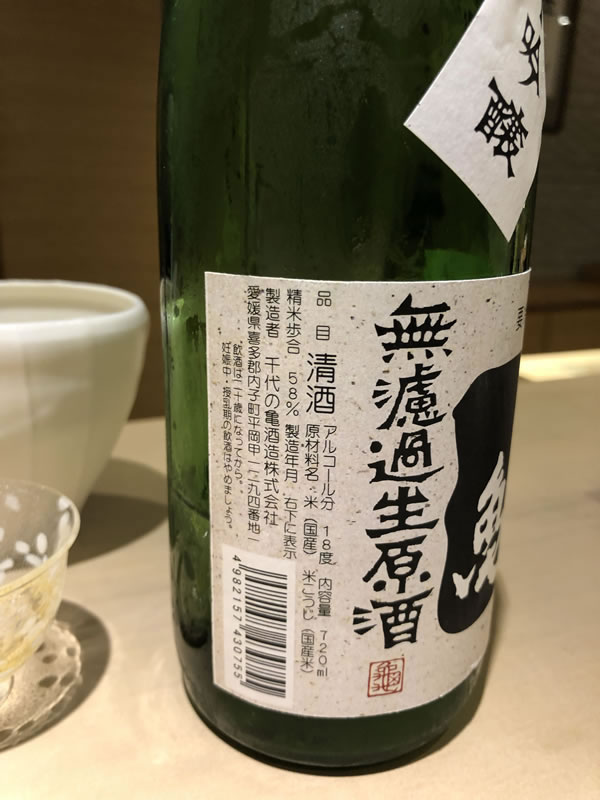 吟醸
無濾過生原酒
品目 清酒
アルコール分 18度 内容量 720ml
原材料名 米(国産) 米こうじ(国産米)
精米歩合 58% 製造年月 右下に表示
製造者 千代の亀酒造株式会社
愛媛県喜多郡内子町平岡甲一二九四番地一
飲酒は二十歳になってから。
妊娠中・授乳期の飲酒はやめましょう。
4982157430755